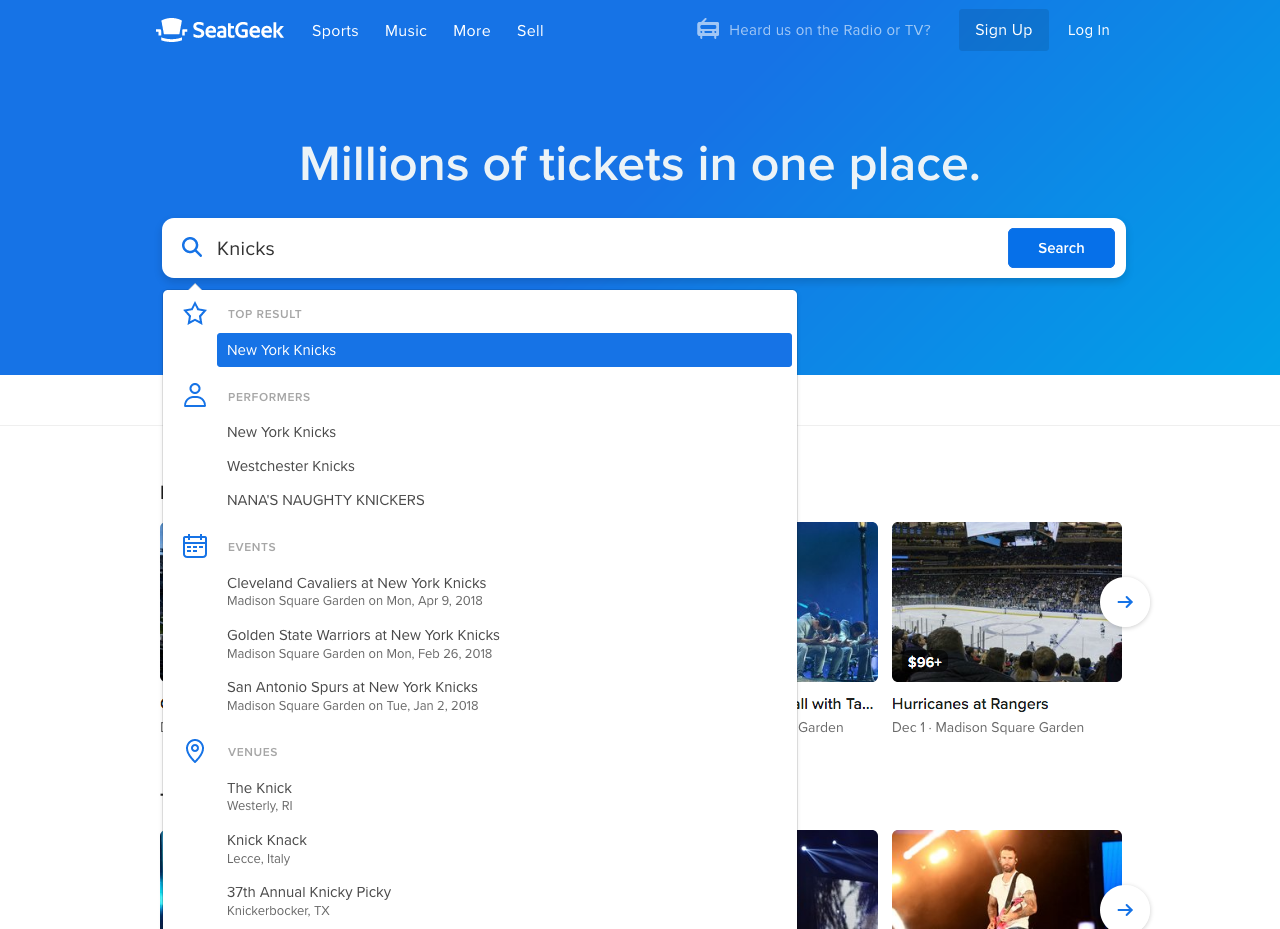 SeatGeek Sports Music More Sell Heard us on the Radio or TV? Sign Up Log In
Millions of tickets in one place.
Knicks Search
TOP RESULT
New York Knicks
PERFORMERS
New York Knicks
Westchester Knicks
NANA'S NAUGHTY KNICKERS
EVENTS
Cleveland Cavaliers at New York Knicks
Madison Square Garden on Mon, Apr 9, 2018
Golden State Warriors at New York Knicks
Madison Square Garden on Mon, Feb 26, 2018
San Antonio Spurs at New York Knicks
Madison Square Garden on Tue, Jan 2, 2018
VENUES
The Knick
Westerly, RI
Knick Knack
Lecce, Italy
37th Annual Knicky Picky
Knickerbocker, TX
with Ta...
Garden
$96+
Hurricanes at Rangers
Dec 1 · Madison Square Garden